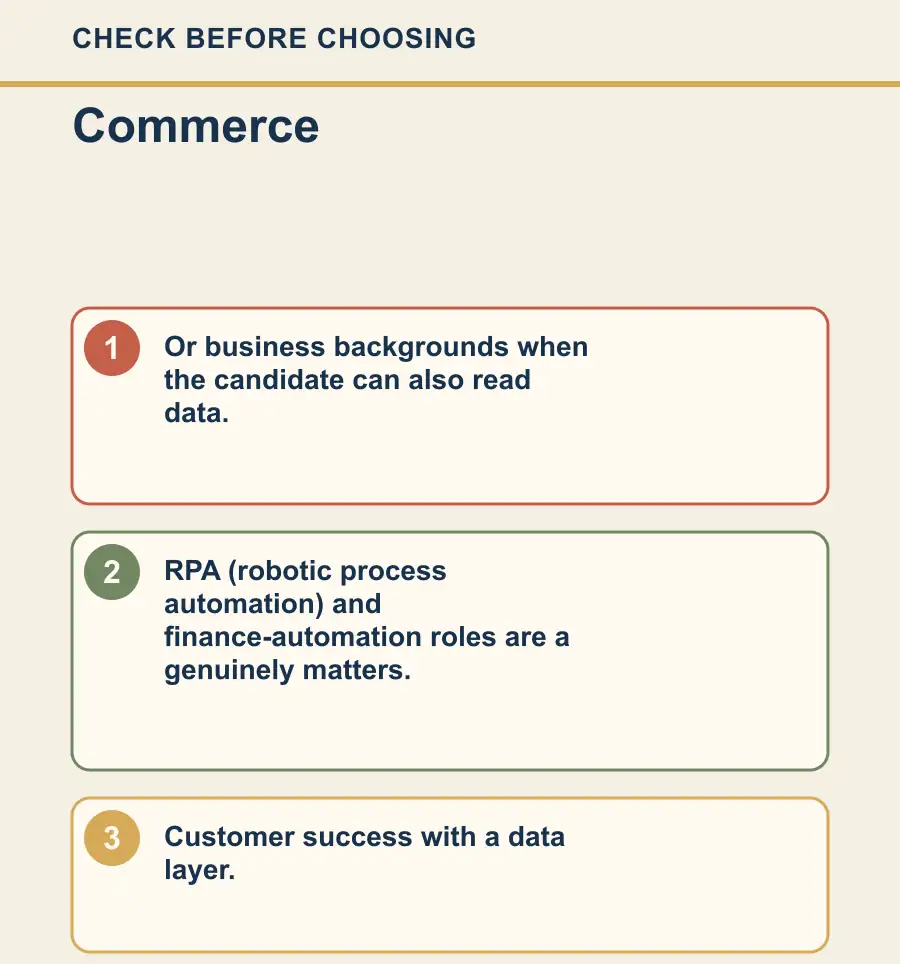 CHECK BEFORE CHOOSING
Commerce
1
Or business backgrounds when
the candidate can also read
data.
2
RPA (robotic process
automation) and
finance-automation roles are a
genuinely matters.
3
Customer success with a data
layer.